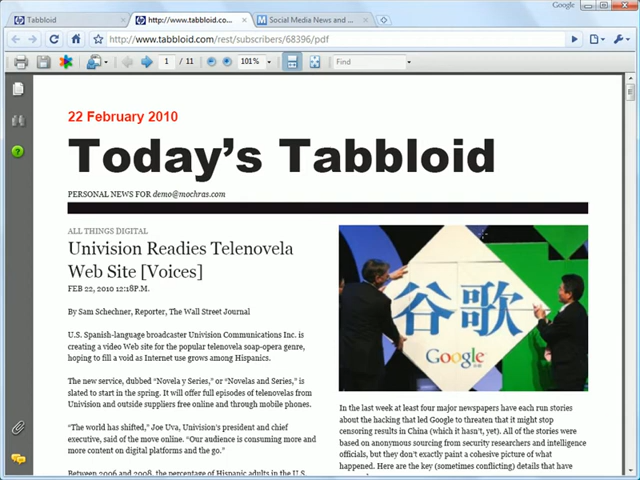 Google
Tabbloid
http://www.tabbloid.co...
Social Media News and ...
http://www.tabbloid.com/rest/subscribers/68396/pdf
1 / 11
101%
Find
22 February 2010
Today's Tabbloid
PERSONAL NEWS FOR demo@mochras.com
ALL THINGS DIGITAL
Univision Readies Telenovela
Web Site [Voices]
FEB 22, 2010 12:18P.M.
By Sam Schechner, Reporter, The Wall Street Journal
U.S. Spanish-language broadcaster Univision Communications Inc. is
creating a video Web site for the popular telenovela soap-opera genre,
hoping to fill a void as Internet use grows among Hispanics.
The new service, dubbed “Novela y Series,” or “Novelas and Series,” is
slated to start in the spring. It will offer full episodes of telenovelas from
Univision and outside suppliers free online and through mobile phones.
“The world has shifted,” Joe Uva, Univision's president and chief
executive, said of the move online. “Our audience is consuming more and
more content on digital platforms and the go.”
Between 2006 and 2008, the percentage of Hispanic adults in the U.S.
谷歌
Google
In the last week at least four major newspapers have each run stories
about the hacking that led Google to threaten that it might stop
censoring results in China (which it hasn't, yet). All of the stories were
based on anonymous sourcing from security researchers and intelligence
officials, but they don't exactly paint a cohesive picture of what
happened. Here are the key (sometimes conflicting) details that have